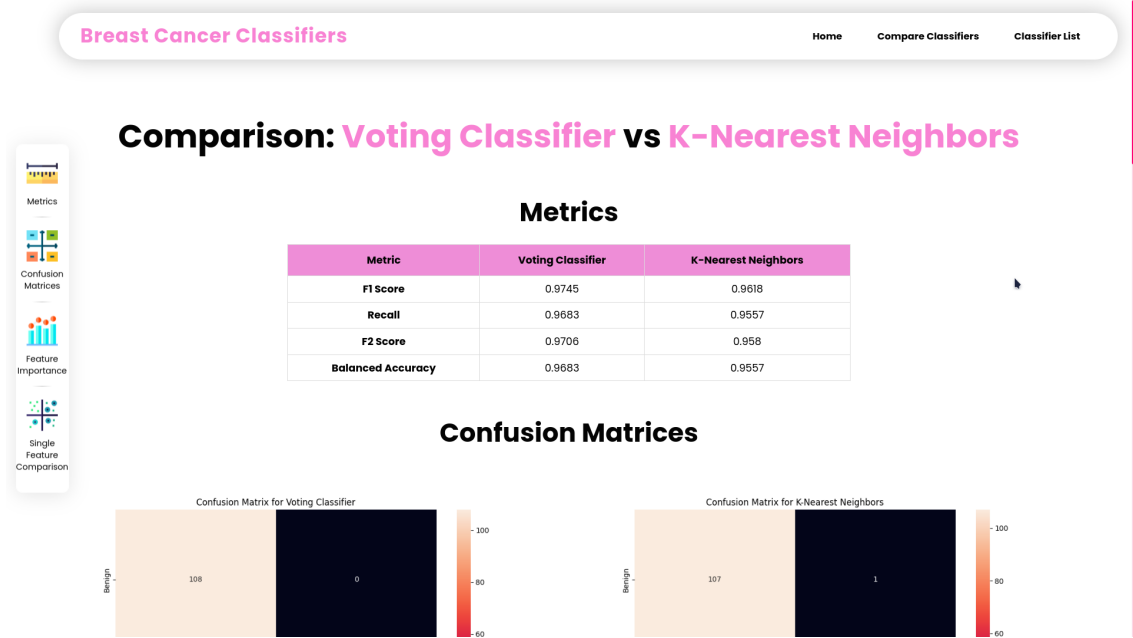 Breast Cancer Classifiers
Home Compare Classifiers Classifier List
Comparison: Voting Classifier vs K-Nearest Neighbors
Metrics
Confusion
Matrices
Feature
Importance
Single
Feature
Comparison
Metrics
Metric Voting Classifier K-Nearest Neighbors
F1 Score 0.9745 0.9618
Recall 0.9683 0.9557
F2 Score 0.9706 0.958
Balanced Accuracy 0.9683 0.9557
Confusion Matrices
Confusion Matrix for Voting Classifier
Benign
108 0
100
80
60
Confusion Matrix for K-Nearest Neighbors
Benign
107 1
100
80
60